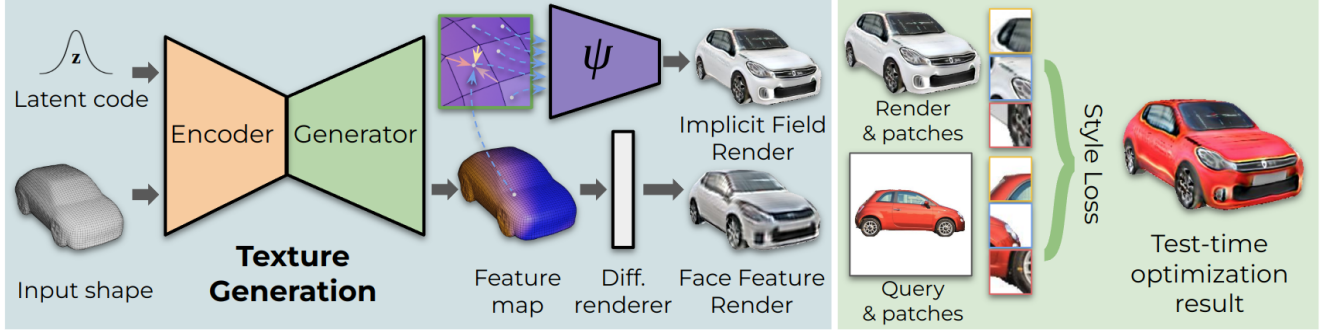 z
Latent code
Input shape
Encoder
Generator
Texture
Generation
ψ
Implicit Field
Render
Feature
map
Diff.
renderer
Face Feature
Render
Render
& patches
Query
& patches
Style Loss
Test-time
optimization
result